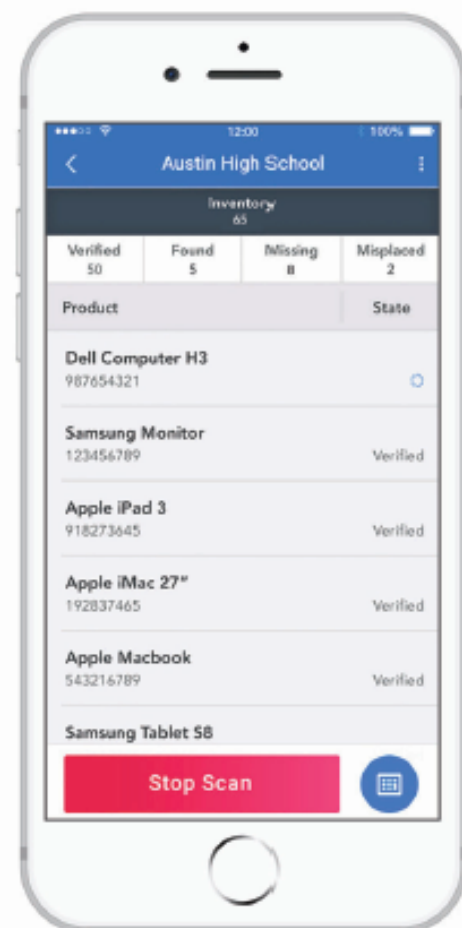 12:00 100%
Austin High School
Inventory
65
Verified Found Missing Misplaced
50 5 8 2
Product State
Dell Computer H3
987654321
Samsung Monitor
123456789 Verified
Apple iPad 3
918273645 Verified
Apple iMac 27"
192837465 Verified
Apple Macbook
543216789 Verified
Samsung Tablet S8
Stop Scan